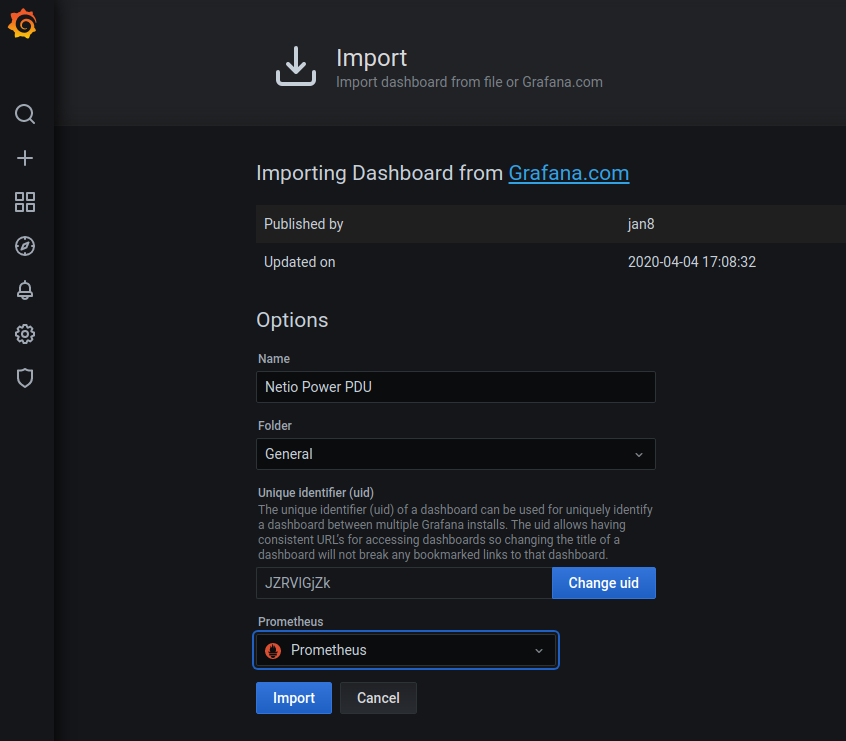 Import
Import dashboard from file or Grafana.com
Importing Dashboard from Grafana.com
Published by jan8
Updated on 2020-04-04 17:08:32
Options
Name
Netio Power PDU
Folder
General
Unique identifier (uid)
The unique identifier (uid) of a dashboard can be used for uniquely identify
a dashboard between multiple Grafana installs. The uid allows having
consistent URL's for accessing dashboards so changing the title of a
dashboard will not break any bookmarked links to that dashboard.
JZRVIGjZk Change uid
Prometheus
Prometheus
Import Cancel